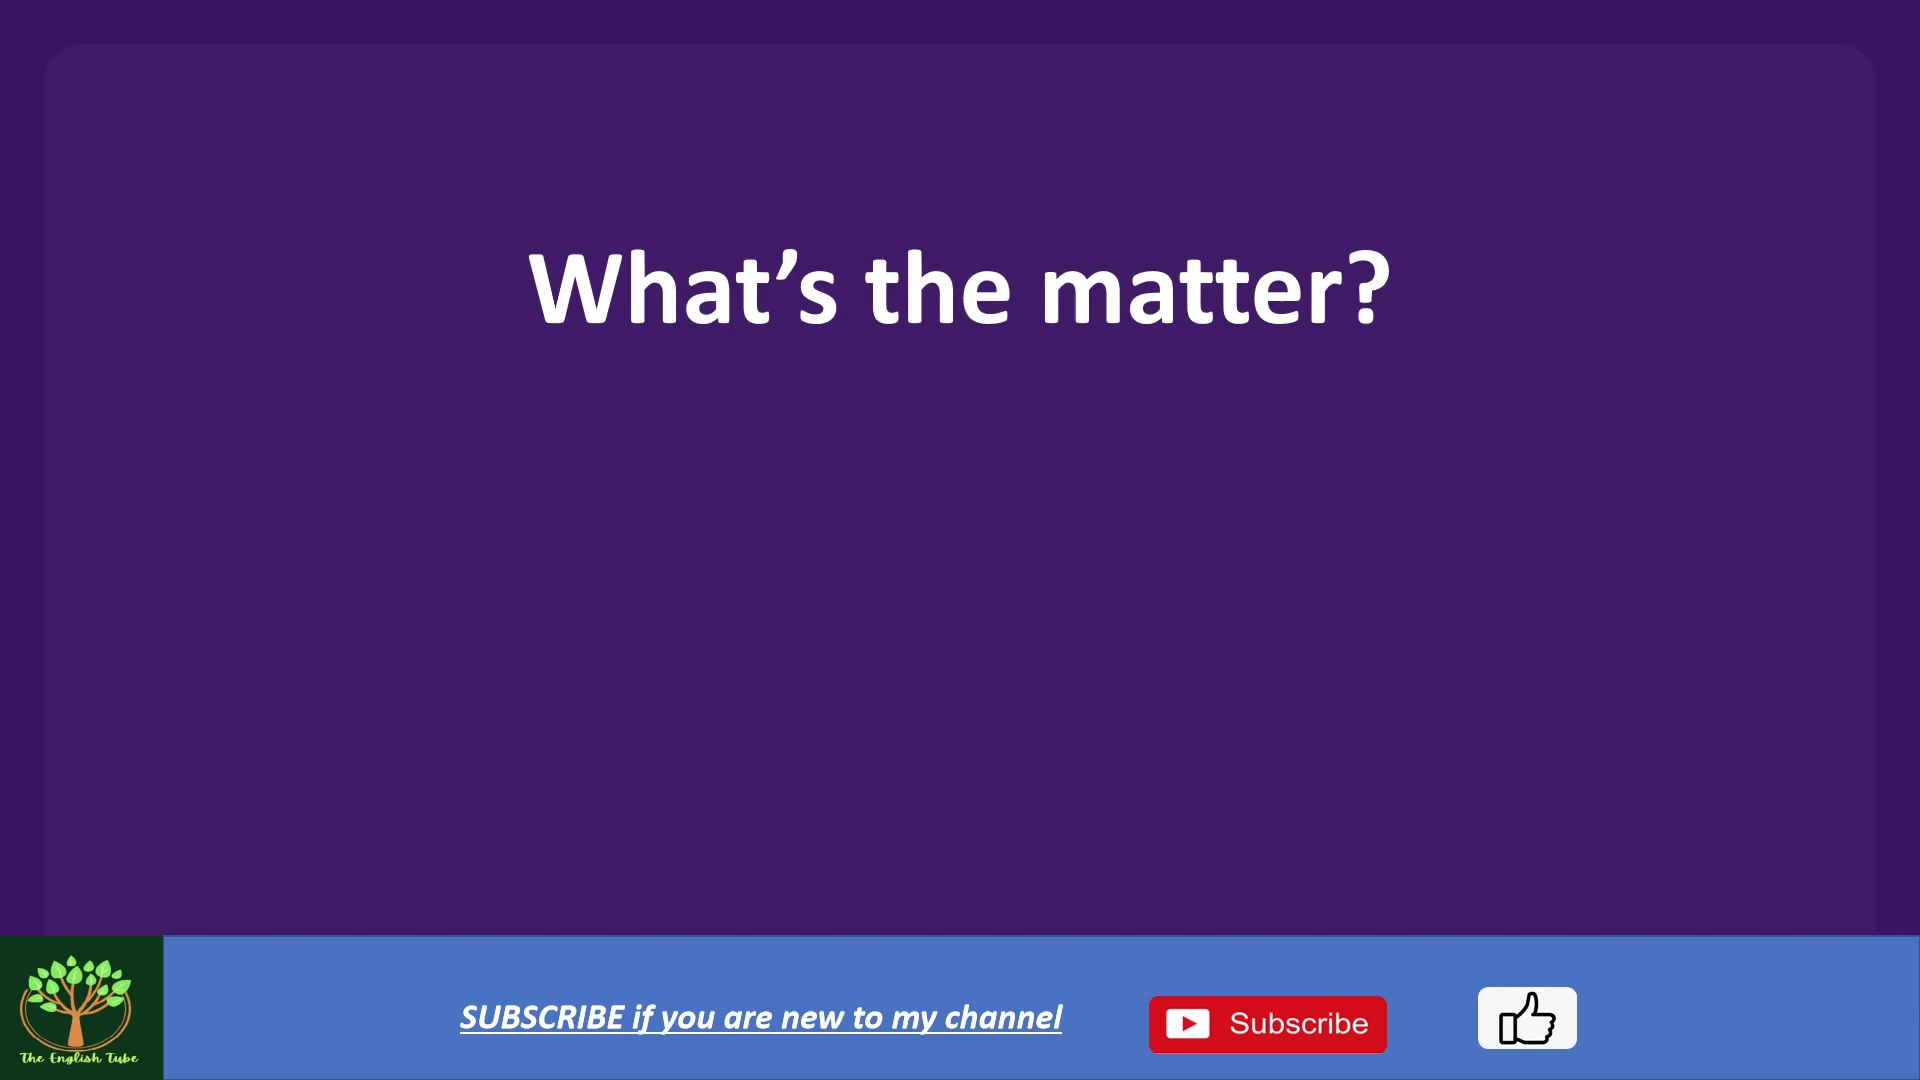 What’s the matter?
SUBSCRIBE if you are new to my channel
Subscribe
The English Tube